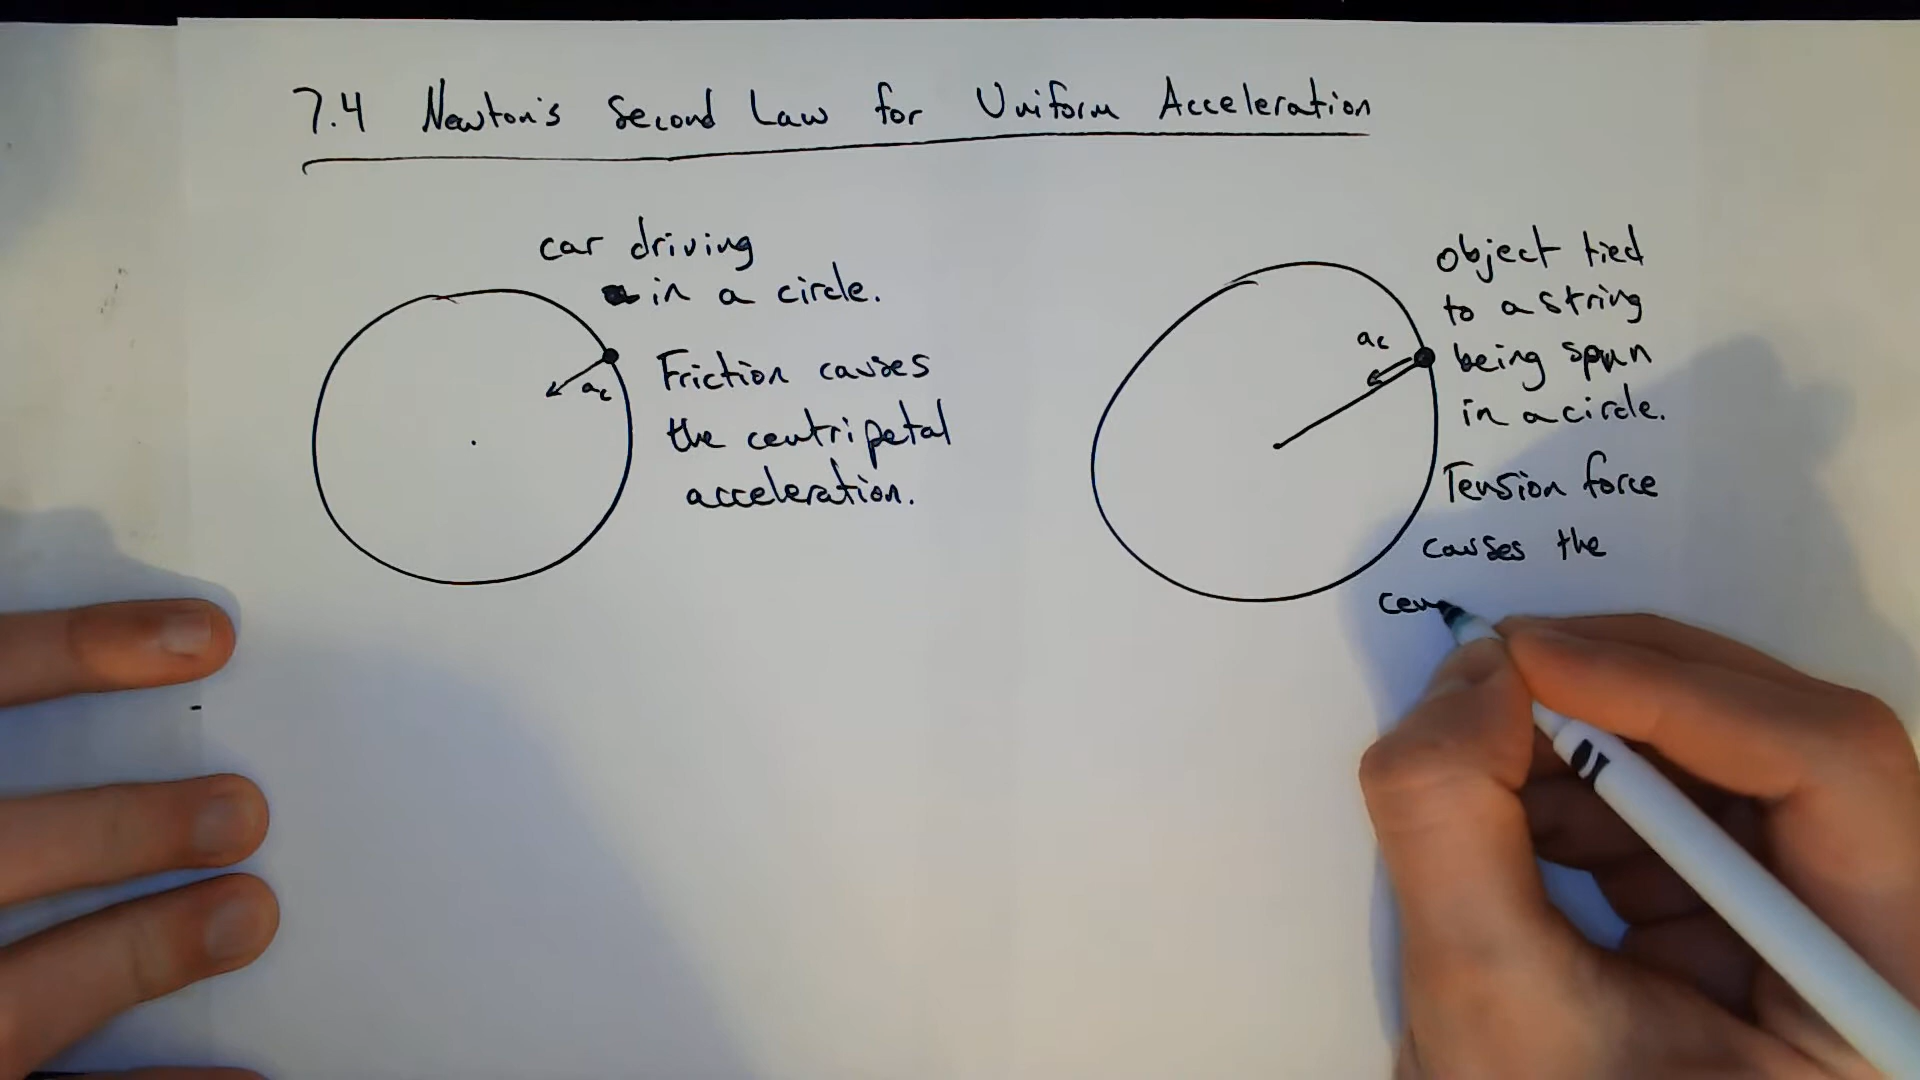 7.4 Newton's Second Law for Uniform Acceleration
car driving
in a circle.
Friction causes
the centripetal
acceleration.
ac
object tied
to a string
being spun
in a circle.
Tension force
causes the
cen
ac